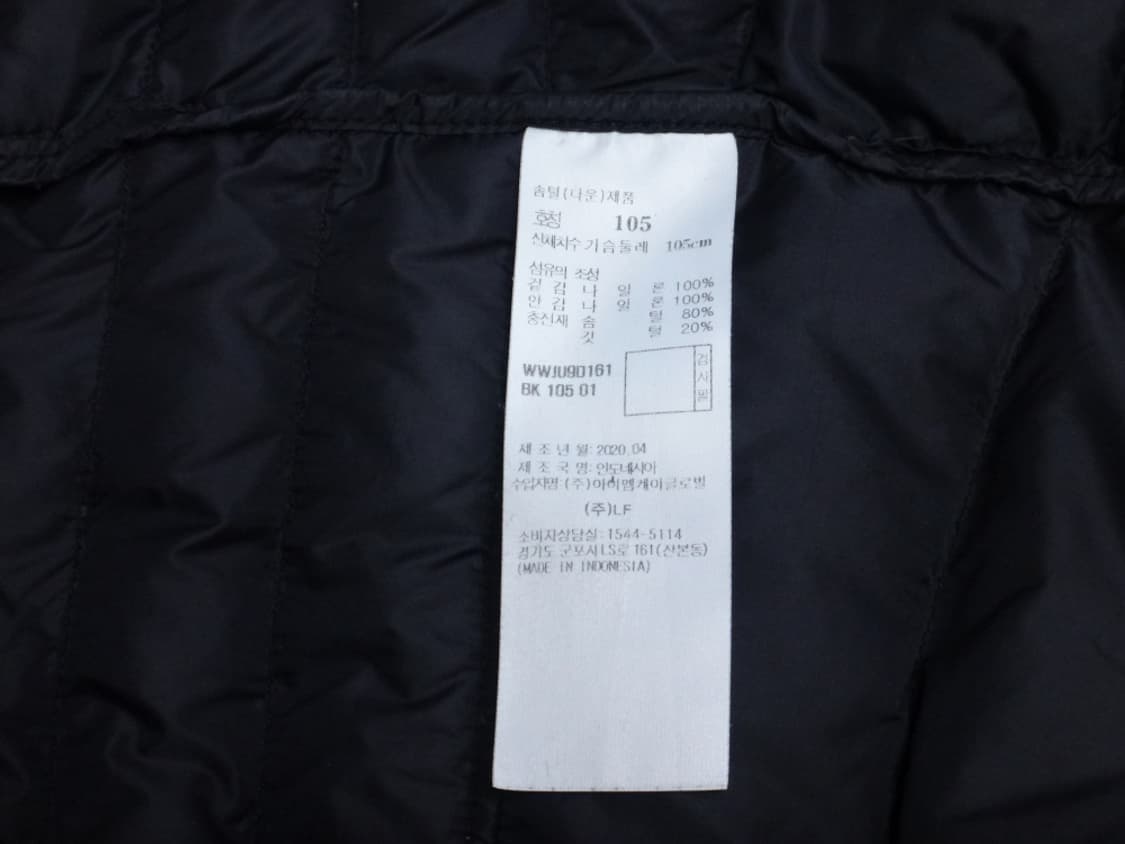 솜털(다운)제품
호칭 105
신체치수 가슴둘레 105cm
섬유의 조성
겉 감 나 일 론 100%
안 감 나 일 론 100%
충전재 솜 털 80%
깃 털 20%
WWJU9D161
BK 105 01
검사필
제 조 년 월: 2020.04
제 조 국 명: 인도네시아
수입자명: (주)아이엠케이글로벌
(주)LF
소비자상담실: 1544-5114
경기도 군포시 LS로 161(산본동)
(MADE IN INDONESIA)